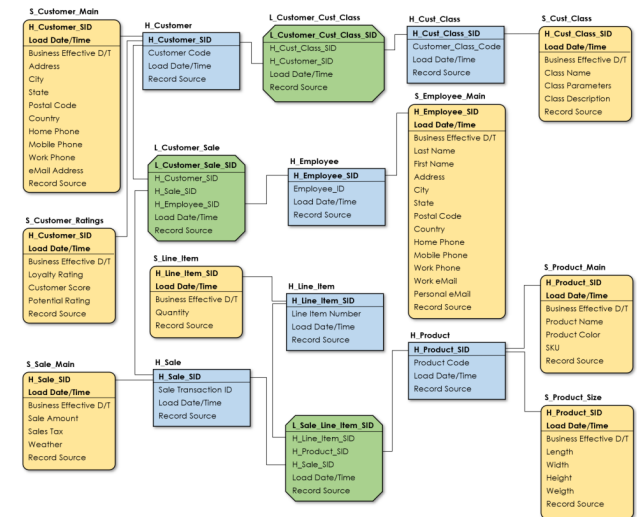 S_Customer_Main
H_Customer_SID
Load Date/Time
Business Effective D/T
Address
City
State
Postal Code
Country
Home Phone
Mobile Phone
Work Phone
eMail Address
Record Source
H_Customer
H_Customer_SID
Customer Code
Load Date/Time
Record Source
L_Customer_Cust_Class
L_Customer_Cust_Class_SID
H_Cust_Class_SID
H_Customer_SID
Load Date/Time
Record Source
H_Cust_Class
H_Cust_Class_SID
Customer_Class_Code
Load Date/Time
Record Source
S_Cust_Class
H_Cust_Class_SID
Load Date/Time
Business Effective D/T
Class Name
Class Parameters
Class Description
Record Source
S_Employee_Main
H_Employee_SID
Load Date/Time
Business Effective D/T
Last Name
First Name
Address
City
State
Postal Code
Country
Home Phone
Mobile Phone
Work Phone
Work eMail
Personal eMail
Record Source
L_Customer_Sale
L_Customer_Sale_SID
H_Customer_SID
H_Sale_SID
H_Employee_SID
Load Date/Time
Record Source
H_Employee
H_Employee_SID
Employee_ID
Load Date/Time
Record Source
S_Customer_Ratings
H_Customer_SID
Load Date/Time
Business Effective D/T
Loyalty Rating
Customer Score
Potential Rating
Record Source
S_Line_Item
H_Line_Item_SID
Load Date/Time
Business Effective D/T
Quantity
Record Source
H_Line_Item
H_Line_Item_SID
Line Item Number
Load Date/Time
Record Source
S_Product_Main
H_Product_SID
Load Date/Time
Business Effective D/T
Product Name
Product Color
SKU
Record Source
H_Product
H_Product_SID
Product Code
Load Date/Time
Record Source
S_Sale_Main
H_Sale_SID
Load Date/Time
Business Effective D/T
Sale Amount
Sales Tax
Weather
Record Source
H_Sale
H_Sale_SID
Sale Transaction ID
Load Date/Time
Record Source
L_Sale_Line_Item_SID
H_Line_Item_SID
H_Product_SID
H_Sale_SID
Load Date/Time
Record Source
S_Product_Size
H_Product_SID
Load Date/Time
Business Effective D/T
Length
Width
Height
Weigth
Record Source